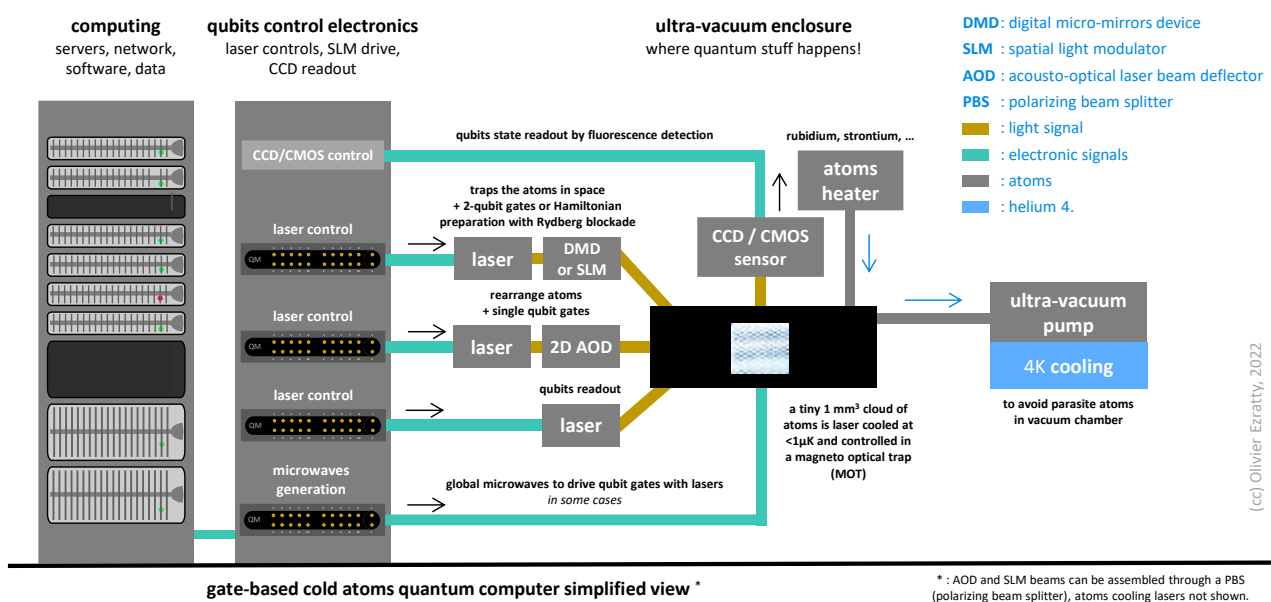 computing
servers, network,
software, data
qubits control electronics
laser controls, SLM drive,
CCD readout
ultra-vacuum enclosure
where quantum stuff happens!
DMD: digital micro-mirrors device
SLM : spatial light modulator
AOD : acousto-optical laser beam deflector
PBS : polarizing beam splitter
: light signal
: electronic signals
: atoms
: helium 4.
CCD/CMOS control
qubits state readout by fluorescence detection
rubidium, strontium, …
atoms
heater
traps the atoms in space
+ 2-qubit gates or Hamiltonian
preparation with Rydberg blockade
laser control
QM
laser
DMD
or SLM
CCD / CMOS
sensor
rearrange atoms
+ single qubit gates
laser control
QM
laser
2D AOD
ultra-vacuum
pump
4K cooling
to avoid parasite atoms
in vacuum chamber
laser control
QM
qubits readout
laser
a tiny 1 mm³ cloud of
atoms is laser cooled at
<1µK and controlled in
a magneto optical trap
(MOT)
microwaves
generation
QM
global microwaves to drive qubit gates with lasers
in some cases
(cc) Olivier Ezratty, 2022
gate-based cold atoms quantum computer simplified view *
* : AOD and SLM beams can be assembled through a PBS
(polarizing beam splitter), atoms cooling lasers not shown.